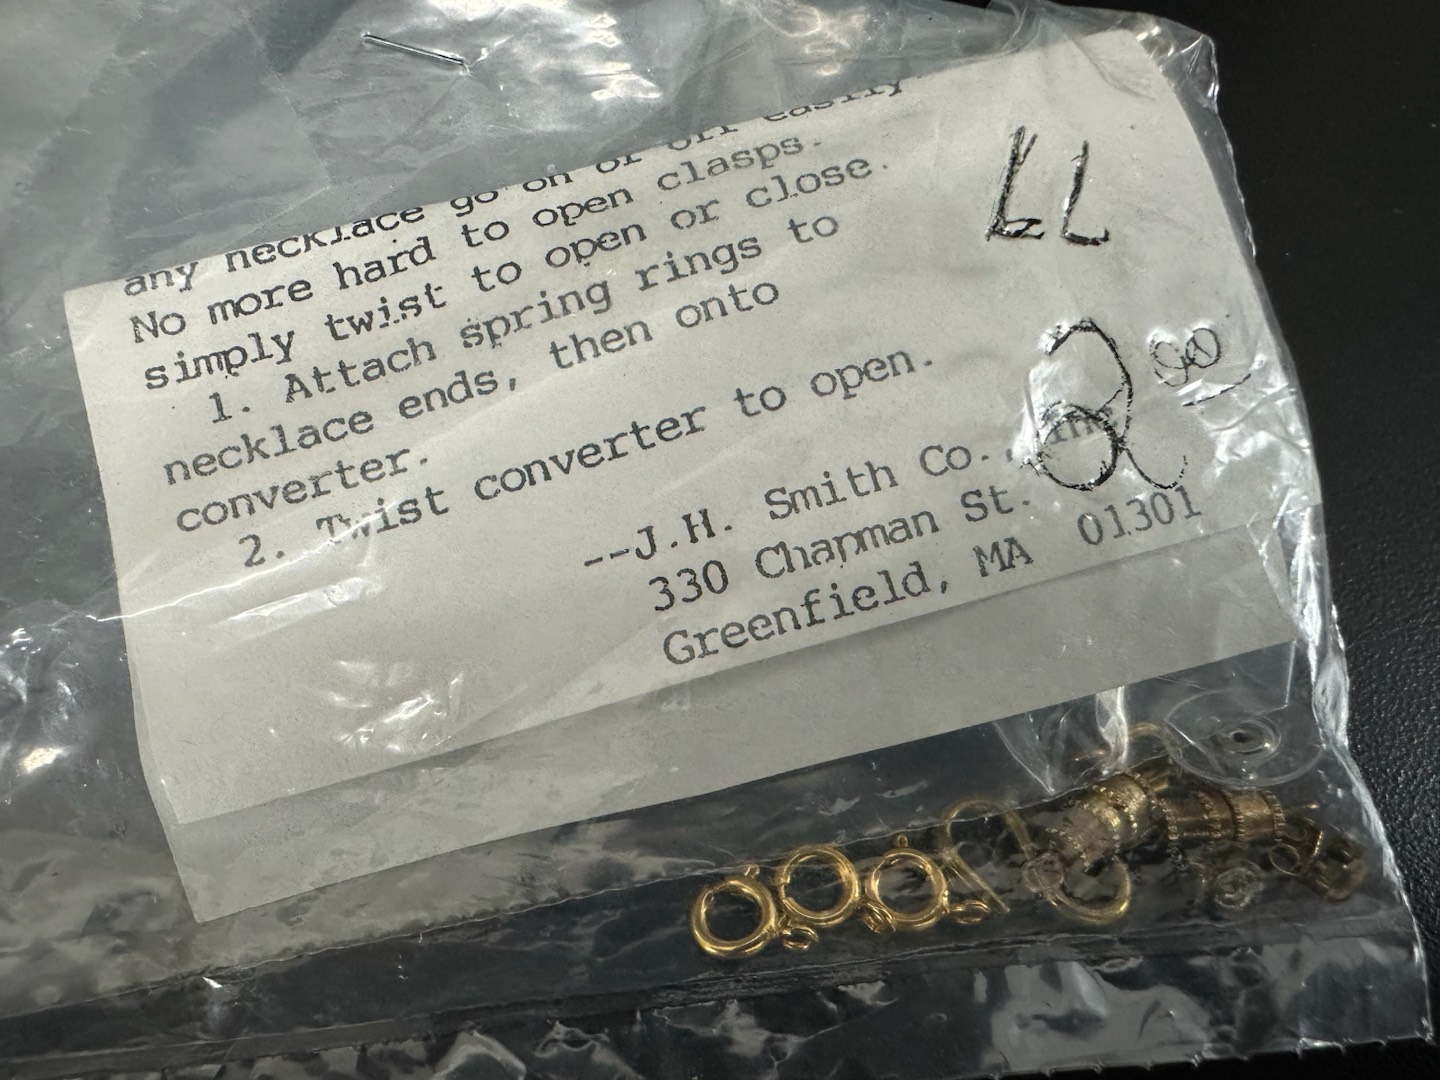 any necklace go on or off easily.
No more hard to open clasps.
simply twist to open or close.
1. Attach spring rings to
necklace ends, then onto
converter.
2. Twist converter to open.
--J.H. Smith Co., Inc
330 Chapman St.
Greenfield, MA 01301
LL
2 00